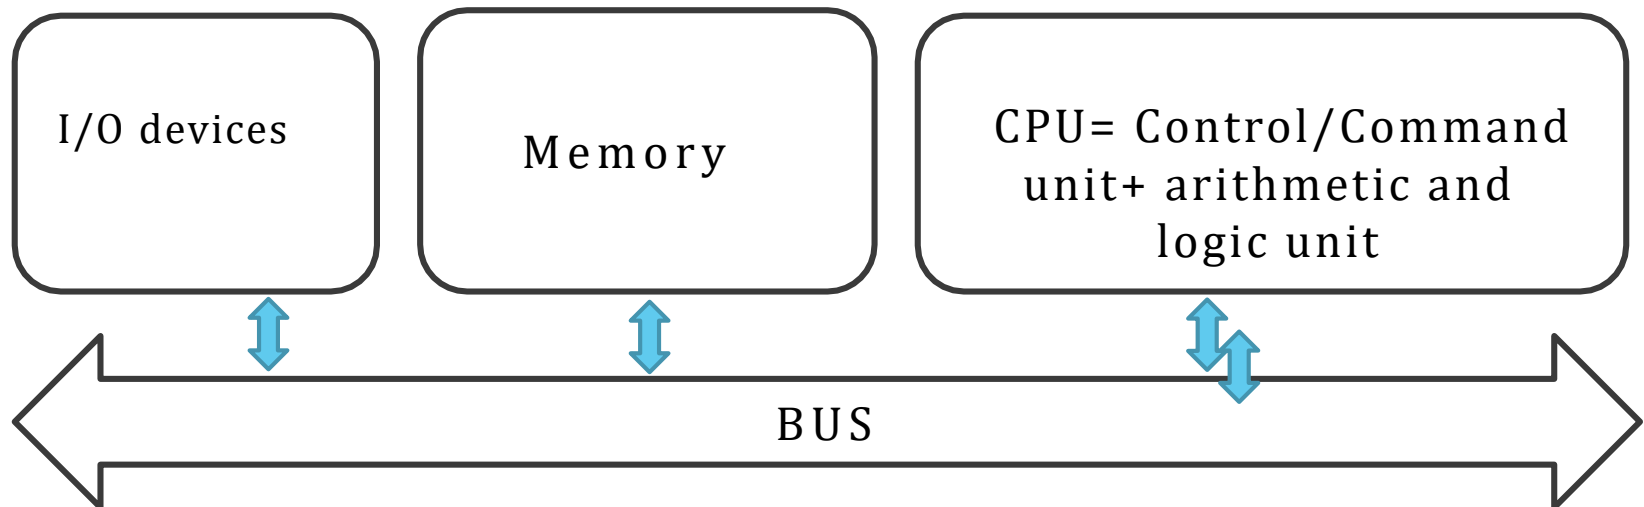 I/O devices
Memory
CPU= Control/Command
unit+ arithmetic and
logic unit
BUS